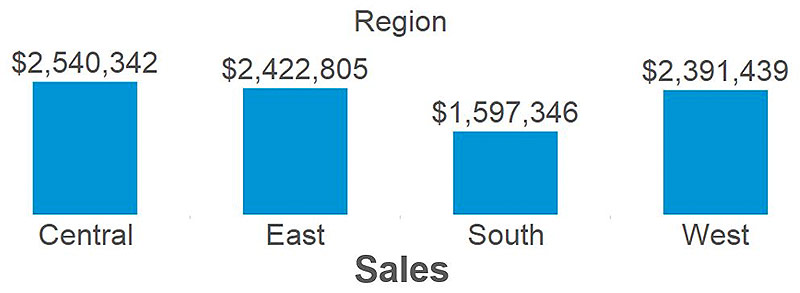 Region
$2,540,342
$2,422,805
$1,597,346
$2,391,439
Central
East
South
West
Sales